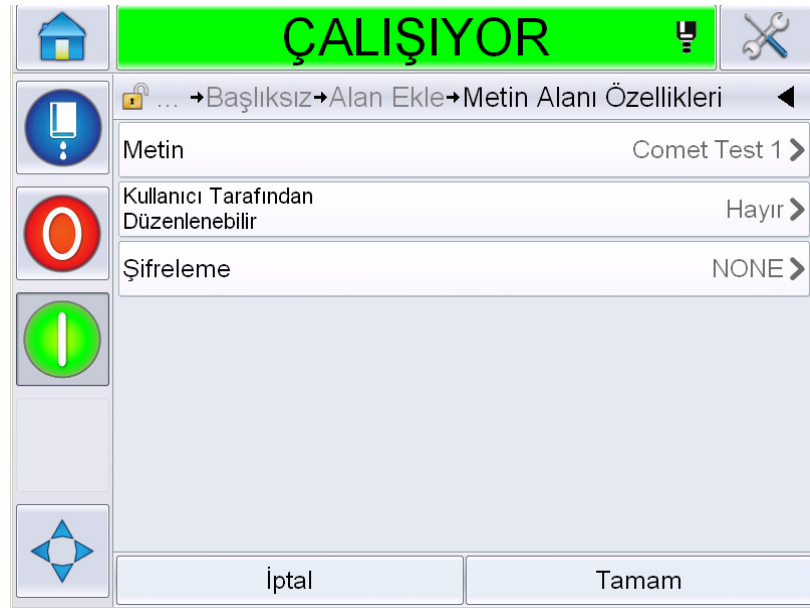 ÇALIŞIYOR
... →Başlıksız→Alan Ekle→Metin Alanı Özellikleri
Metin Comet Test 1
Kullanıcı Tarafından
Düzenlenebilir Hayır
Şifreleme NONE
İptal Tamam